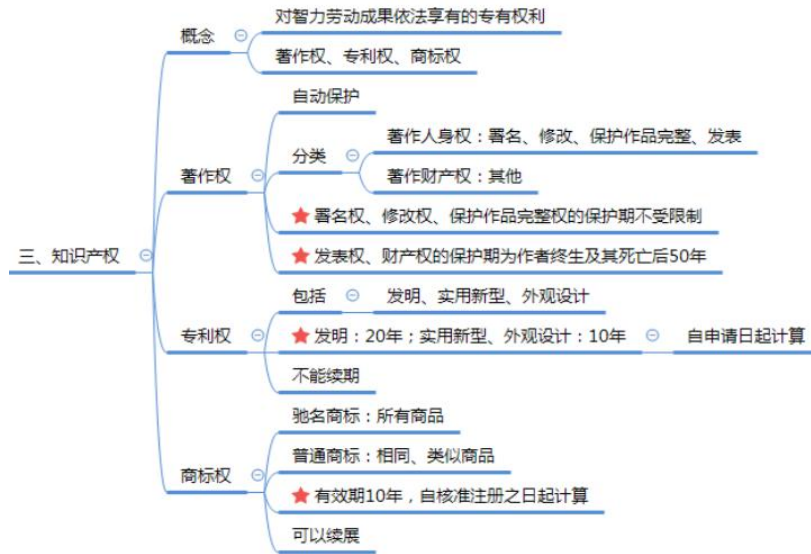 三、知识产权
概念
对智力劳动成果依法享有的专有权利
著作权、专利权、商标权
著作权
自动保护
分类
著作人身权：署名、修改、保护作品完整、发表
著作财产权：其他
署名权、修改权、保护作品完整权的保护期不受限制
发表权、财产权的保护期为作者终生及其死亡后50年
专利权
包括
发明、实用新型、外观设计
发明：20年；实用新型、外观设计：10年
自申请日起计算
不能续期
商标权
驰名商标：所有商品
普通商标：相同、类似商品
有效期10年，自核准注册之日起计算
可以续展